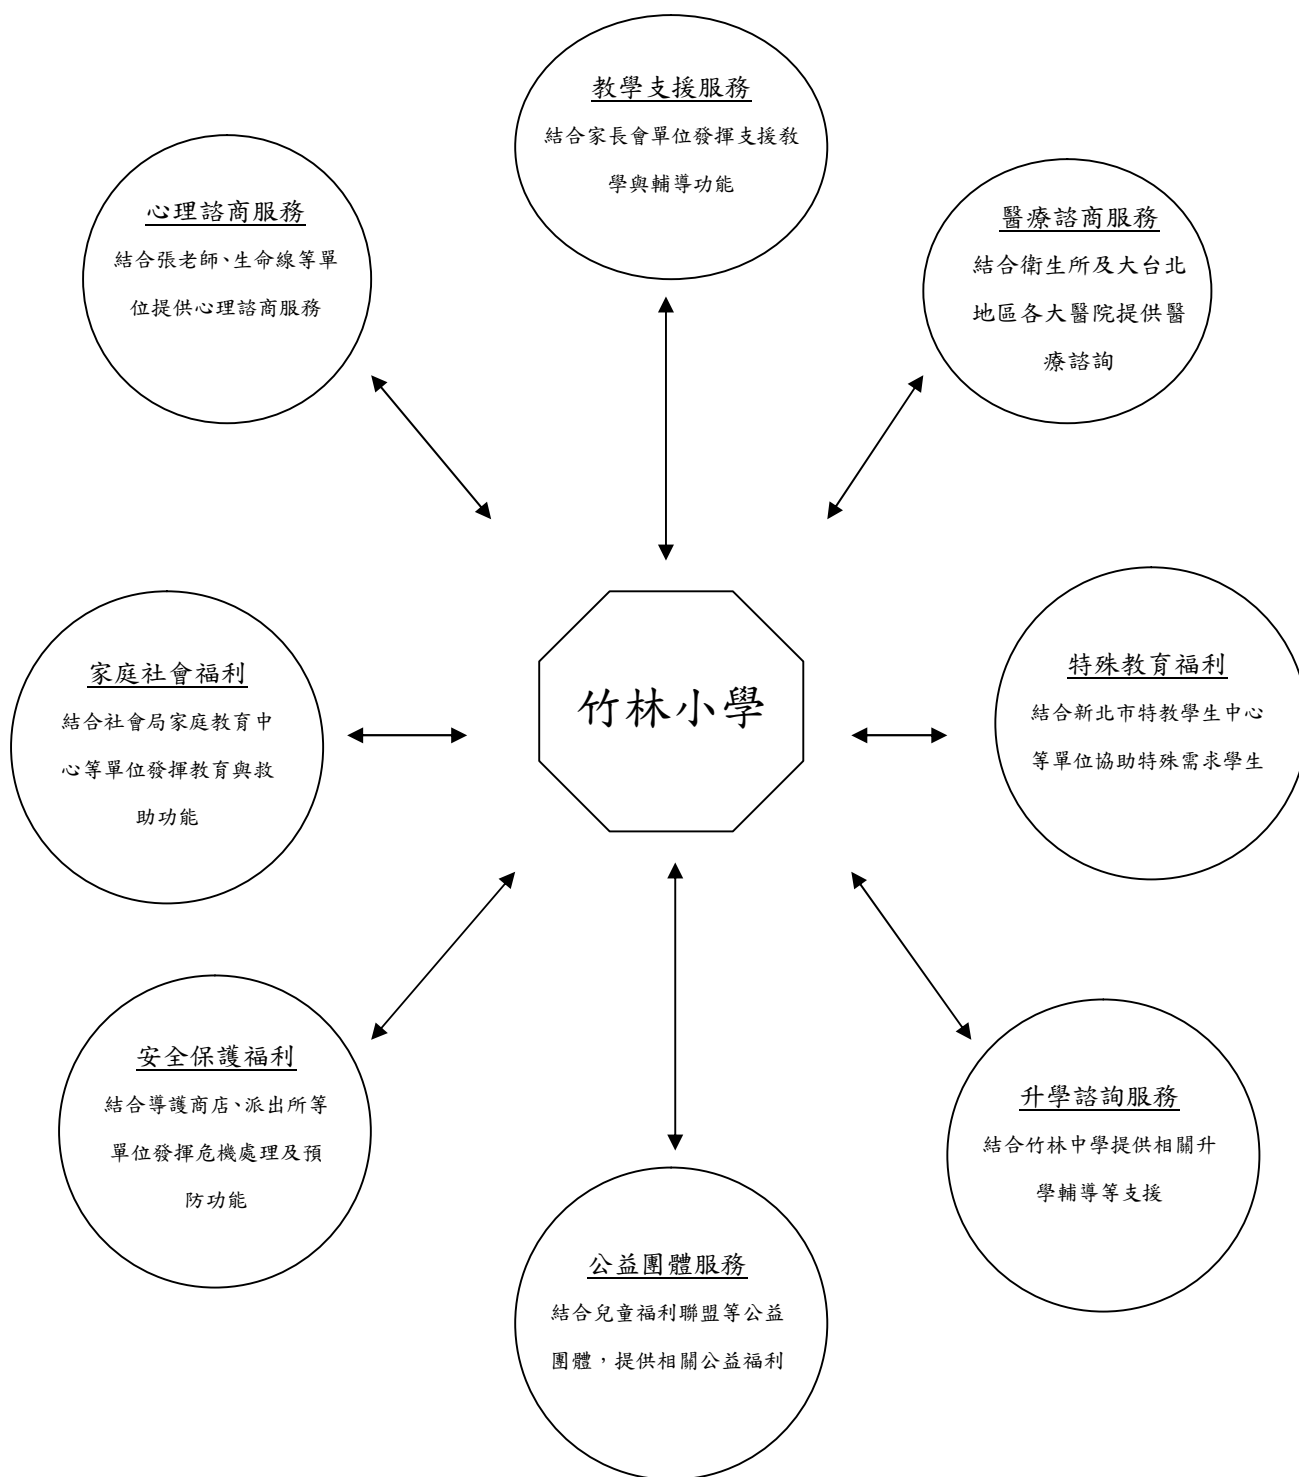 教學支援服務
結合家長會單位發揮支援教
學與輔導功能
心理諮商服務
結合張老師、生命線等單
位提供心理諮商服務
醫療諮商服務
結合衛生所及大台北
地區各大醫院提供醫
療諮詢
家庭社會福利
結合社會局家庭教育中
心等單位發揮教育與救
助功能
竹林小學
特殊教育福利
結合新北市特教學生中心
等單位協助特殊需求學生
安全保護福利
結合導護商店、派出所等
單位發揮危機處理及預
防功能
升學諮詢服務
結合竹林中學提供相關升
學輔導等支援
公益團體服務
結合兒童福利聯盟等公益
團體，提供相關公益福利